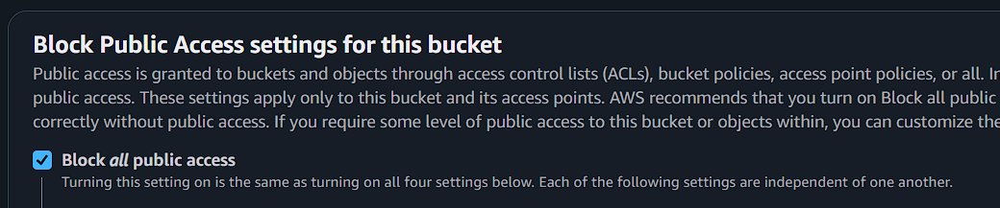 Block Public Access settings for this bucket
Public access is granted to buckets and objects through access control lists (ACLs), bucket policies, access point policies, or all. In
public access. These settings apply only to this bucket and its access points. AWS recommends that you turn on Block all public
correctly without public access. If you require some level of public access to this bucket or objects within, you can customize the
Block all public access
Turning this setting on is the same as turning on all four settings below. Each of the following settings are independent of one another.